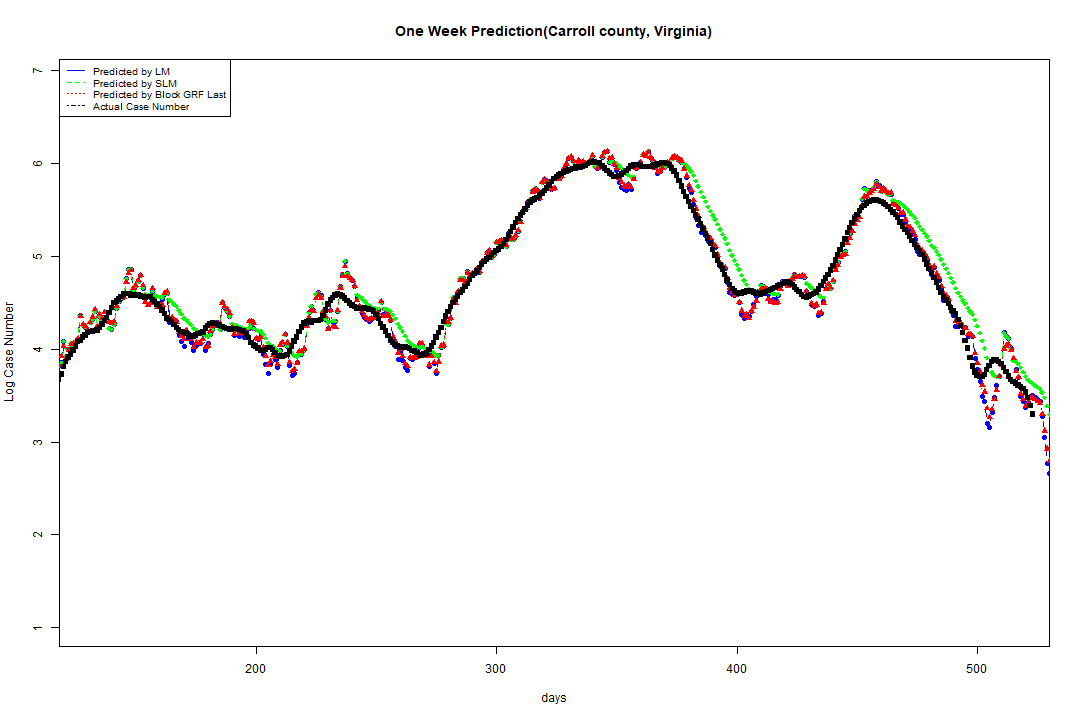 One Week Prediction(Carroll county, Virginia)
Predicted by LM
Predicted by SLM
Predicted by Block GRF Last
Actual Case Number
Log Case Number
7
6
5
4
3
2
1
200
300
400
500
days